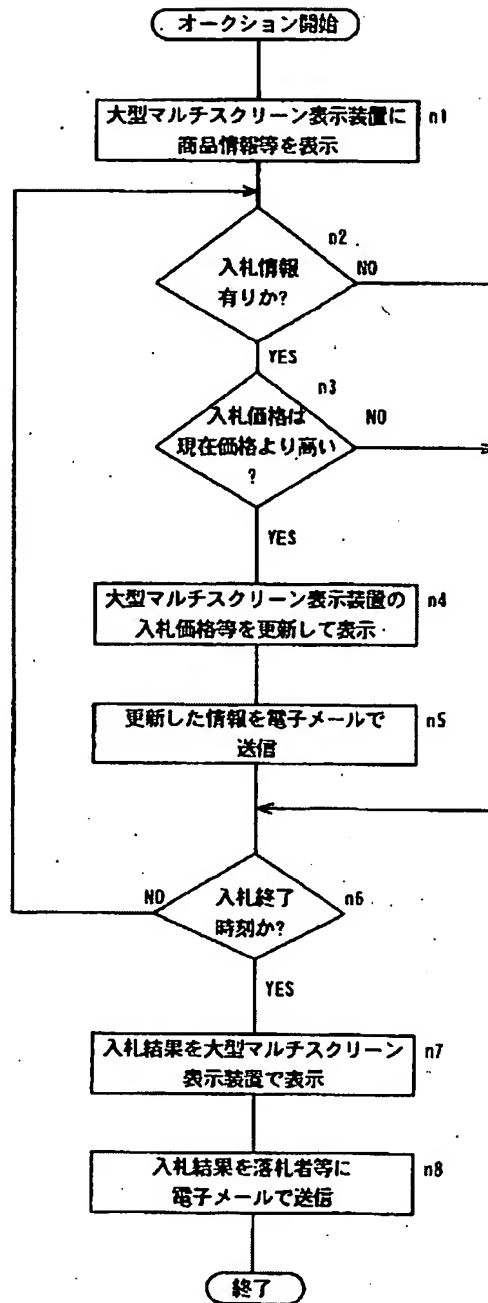 オークション開始
大型マルチスクリーン表示装置に
商品情報等を表示
n1
n2
入札情報
有りか?
NO
YES
n3
入札価格は
現在価格より高い
?
NO
YES
大型マルチスクリーン表示装置の
入札価格等を更新して表示
n4
更新した情報を電子メールで
送信
n5
NO
入札終了
時刻か?
n6
YES
入札結果を大型マルチスクリーン
表示装置で表示
n7
入札結果を落札者等に
電子メールで送信
n8
終了